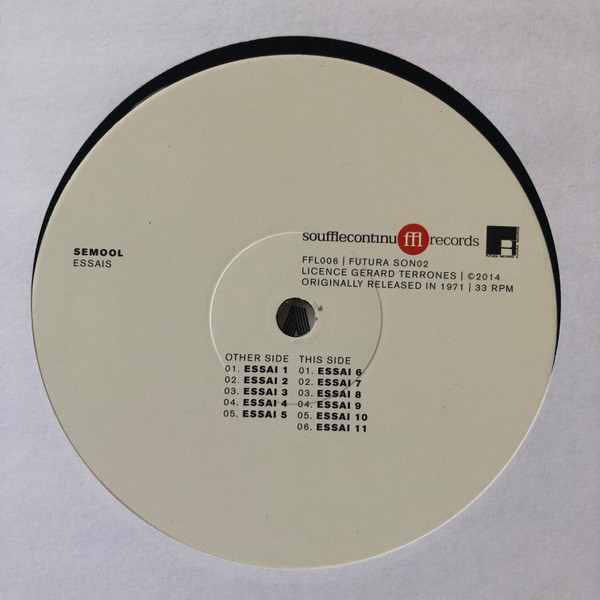 soufflecontinu ffl records
SEMOOL
ESSAIS
FFL006 | FUTURA SON02
LICENCE GERARD TERRONES | ©2014
ORIGINALLY RELEASED IN 1971 | 33 RPM
OTHER SIDE
01. ESSAI 1
02. ESSAI 2
03. ESSAI 3
04. ESSAI 4
05. ESSAI 5
THIS SIDE
01. ESSAI 6
02. ESSAI 7
03. ESSAI 8
04. ESSAI 9
05. ESSAI 10
06. ESSAI 11